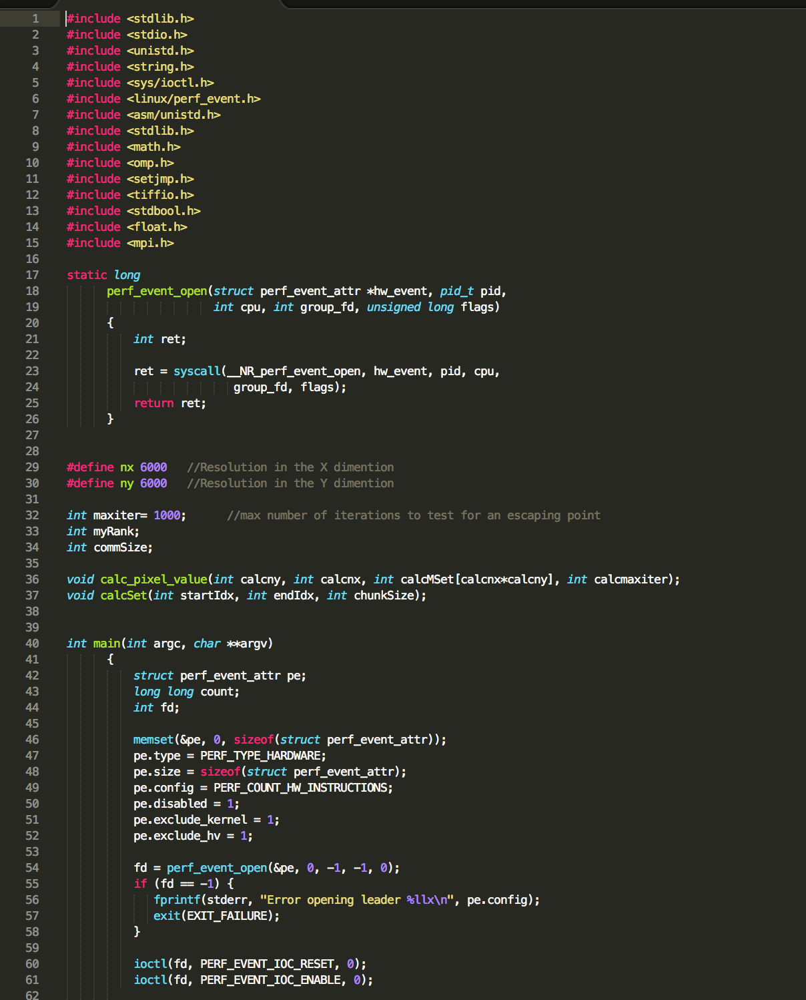 1 #include <stdlib.h>
2 #include <stdio.h>
3 #include <unistd.h>
4 #include <string.h>
5 #include <sys/ioctl.h>
6 #include <linux/perf_event.h>
7 #include <asm/unistd.h>
8 #include <stdlib.h>
9 #include <math.h>
10 #include <omp.h>
11 #include <setjmp.h>
12 #include <tiffio.h>
13 #include <stdbool.h>
14 #include <float.h>
15 #include <mpi.h>
16
17 static long
18 perf_event_open(struct perf_event_attr *hw_event, pid_t pid,
19 int cpu, int group_fd, unsigned long flags)
20 {
21 int ret;
22
23 ret = syscall(__NR_perf_event_open, hw_event, pid, cpu,
24 group_fd, flags);
25 return ret;
26 }
27
28
29 #define nx 6000 //Resolution in the X dimention
30 #define ny 6000 //Resolution in the Y dimention
31
32 int maxiter= 1000; //max number of iterations to test for an escaping point
33 int myRank;
34 int commSize;
35
36 void calc_pixel_value(int calcny, int calcnx, int calcMSet[calcnx*calcny], int calcmaxiter);
37 void calcSet(int startIdx, int endIdx, int chunkSize);
38
39
40 int main(int argc, char **argv)
41 {
42 struct perf_event_attr pe;
43 long long count;
44 int fd;
45
46 memset(&pe, 0, sizeof(struct perf_event_attr));
47 pe.type = PERF_TYPE_HARDWARE;
48 pe.size = sizeof(struct perf_event_attr);
49 pe.config = PERF_COUNT_HW_INSTRUCTIONS;
50 pe.disabled = 1;
51 pe.exclude_kernel = 1;
52 pe.exclude_hv = 1;
53
54 fd = perf_event_open(&pe, 0, -1, -1, 0);
55 if (fd == -1) {
56 fprintf(stderr, "Error opening leader %llx\n", pe.config);
57 exit(EXIT_FAILURE);
58 }
59
60 ioctl(fd, PERF_EVENT_IOC_RESET, 0);
61 ioctl(fd, PERF_EVENT_IOC_ENABLE, 0);
62